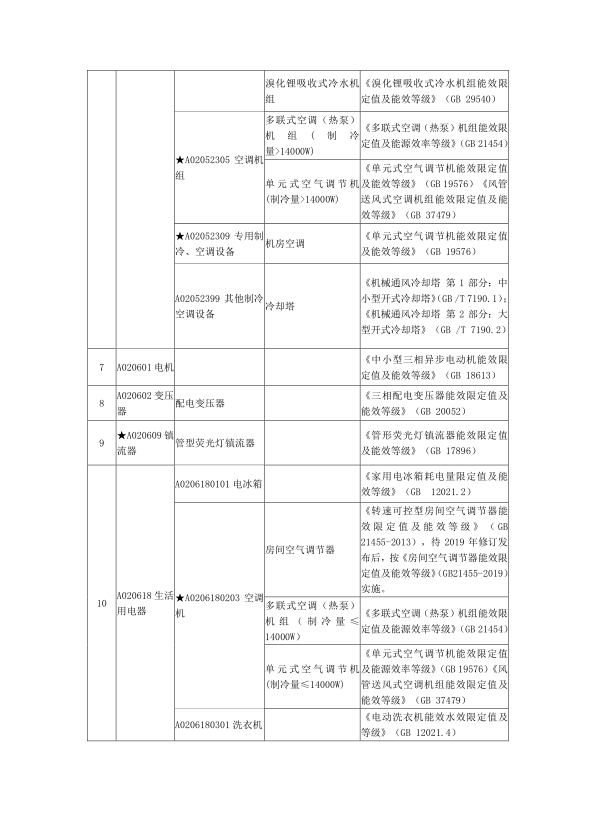 溴化锂吸收式冷水机
组
《溴化锂吸收式冷水机组能效限
定值及能效等级》（GB 29540）
★A02052305 空调机
组
多联式空调（热泵）
机组(制冷
量>14000W)
《多联式空调（热泵）机组能效限
定值及能源效率等级》（GB 21454）
单元式空气调节机
(制冷量>14000W)
《单元式空气调节机能效限定值
及能效等级》（GB 19576）《风管
送风式空调机组能效限定值及能
效等级》（GB 37479）
★A02052309 专用制
冷、空调设备
机房空调
《单元式空气调节机能效限定值
及能效等级》（GB 19576）
A02052399 其他制冷
空调设备
冷却塔
《机械通风冷却塔 第 1 部分：中
小型开式冷却塔》（GB /T 7190.1）；
《机械通风冷却塔 第 2 部分：大
型开式冷却塔》（GB /T 7190.2）
7
A020601 电机
《中小型三相异步电动机能效限
定值及能效等级》（GB 18613）
8
A020602 变压
器
配电变压器
《三相配电变压器能效限定值及
能效等级》（GB 20052）
9
★A020609 镇
流器
管型荧光灯镇流器
《管形荧光灯镇流器能效限定值
及能效等级》（GB 17896）
10
A020618 生活
用电器
A0206180101 电冰箱
《家用电冰箱耗电量限定值及能
效等级》（GB 12021.2）
★A0206180203 空调
机
房间空气调节器
《转速可控型房间空气调节器能
效限定值及能效等级》（GB
21455-2013），待 2019 年修订发
布后，按《房间空气调节器能效限
定值及能效等级》（GB21455-2019）
实施。
多联式空调（热泵）
机组（制冷量≤
14000W）
《多联式空调（热泵）机组能效限
定值及能源效率等级》（GB 21454）
单元式空气调节机
(制冷量≤14000W)
《单元式空气调节机能效限定值
及能源效率等级》（GB 19576）《风
管送风式空调机组能效限定值及
能效等级》（GB 37479）
A0206180301 洗衣机
《电动洗衣机能效水效限定值及
等级》（GB 12021.4）